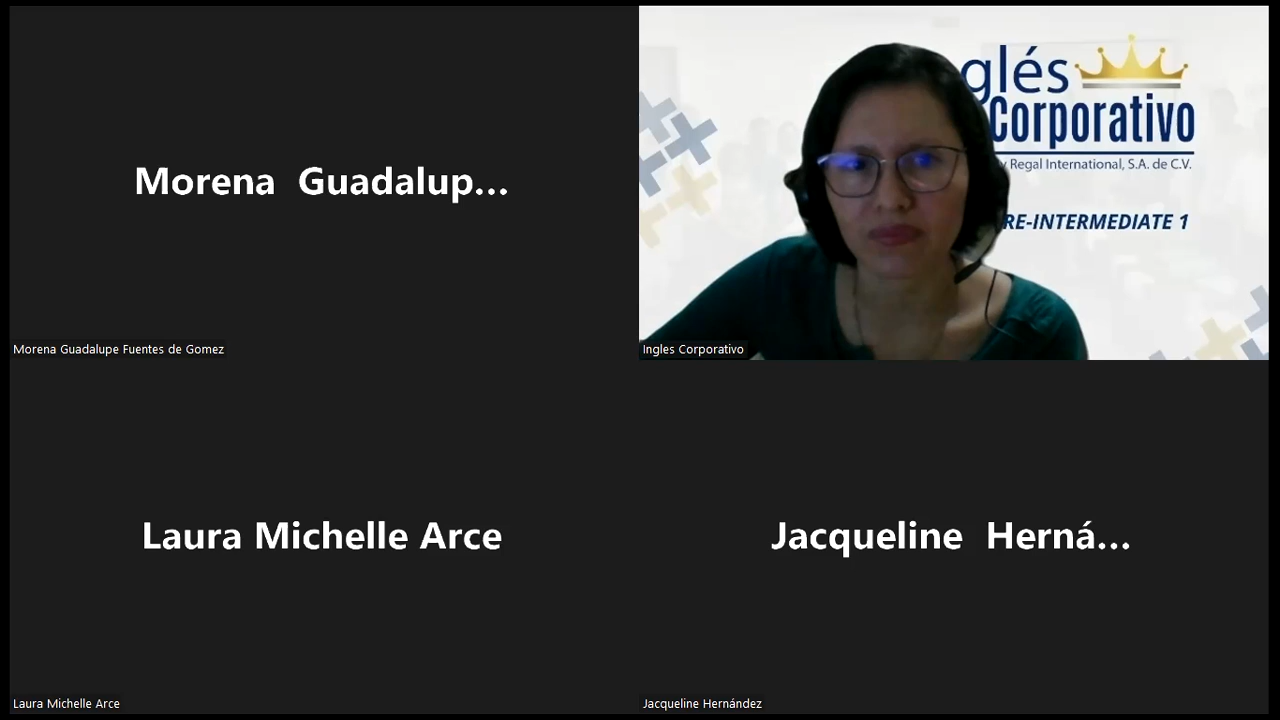 Morena Guadalup...
Morena Guadalupe Fuentes de Gomez
glés
Corporativo
y Regal International, S.A. de C.V.
RE-INTERMEDIATE 1
Ingles Corporativo
Laura Michelle Arce
Laura Michelle Arce
Jacqueline Herná...
Jacqueline Hernández